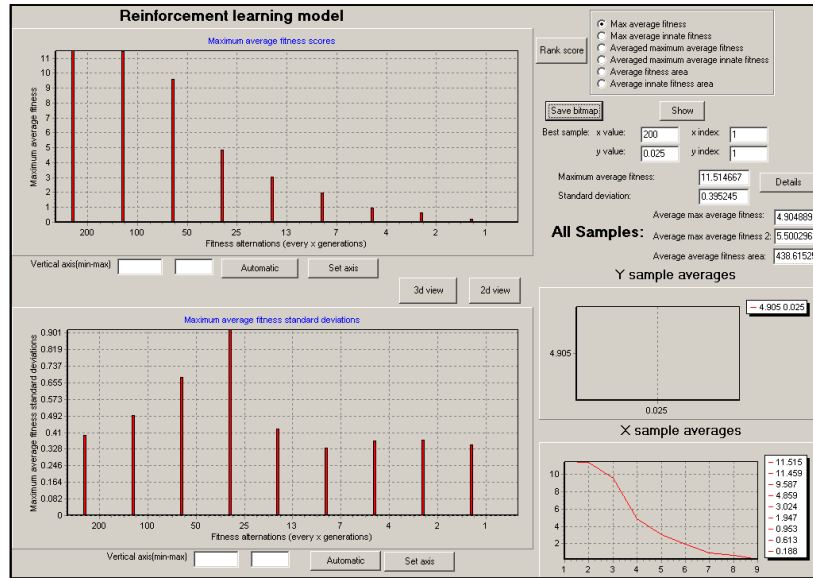 Reinforcement learning model
Maximum average fitness scores
Maximum average fitness
11
10
9
8
7
6
5
4
3
2
1
0
200 100 50 25 13 7 4 2 1
Fitness alternations (every x generations)
Vertical axis(min-max)
Automatic
Set axis
3d view
2d view
Maximum average fitness standard deviations
Maximum average fitness standard deviations
0.901
0.819
0.737
0.655
0.573
0.492
0.41
0.328
0.246
0.164
0.082
0
200 100 50 25 13 7 4 2 1
Fitness alternations (every x generations)
Vertical axis(min-max)
Automatic
Set axis
Rank score
Max average fitness
Max average innate fitness
Averaged maximum average fitness
Averaged maximum average innate fitness
Average fitness area
Average innate fitness area
Save bitmap
Show
Best sample: x value: 200 x index: 1
y value: 0.025 y index: 1
Maximum average fitness: 11.514667
Standard deviation: 0.395245
Details
All Samples:
Average max average fitness: 4.904889
Average max average fitness 2: 5.500296
Average average fitness area: 438.61525
Y sample averages
4.905 0.025
4.905
0.025
X sample averages
10
8
6
4
2
1 2 3 4 5 6 7 8 9
11.515
11.459
9.587
4.859
3.024
1.947
0.953
0.613
0.188